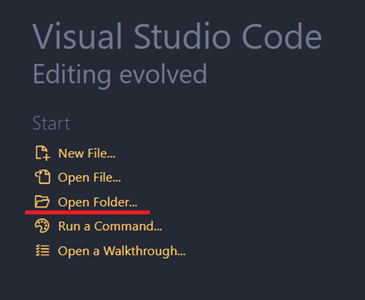 Visual Studio Code
Editing evolved
Start
New File...
Open File...
Open Folder...
Run a Command...
Open a Walkthrough...